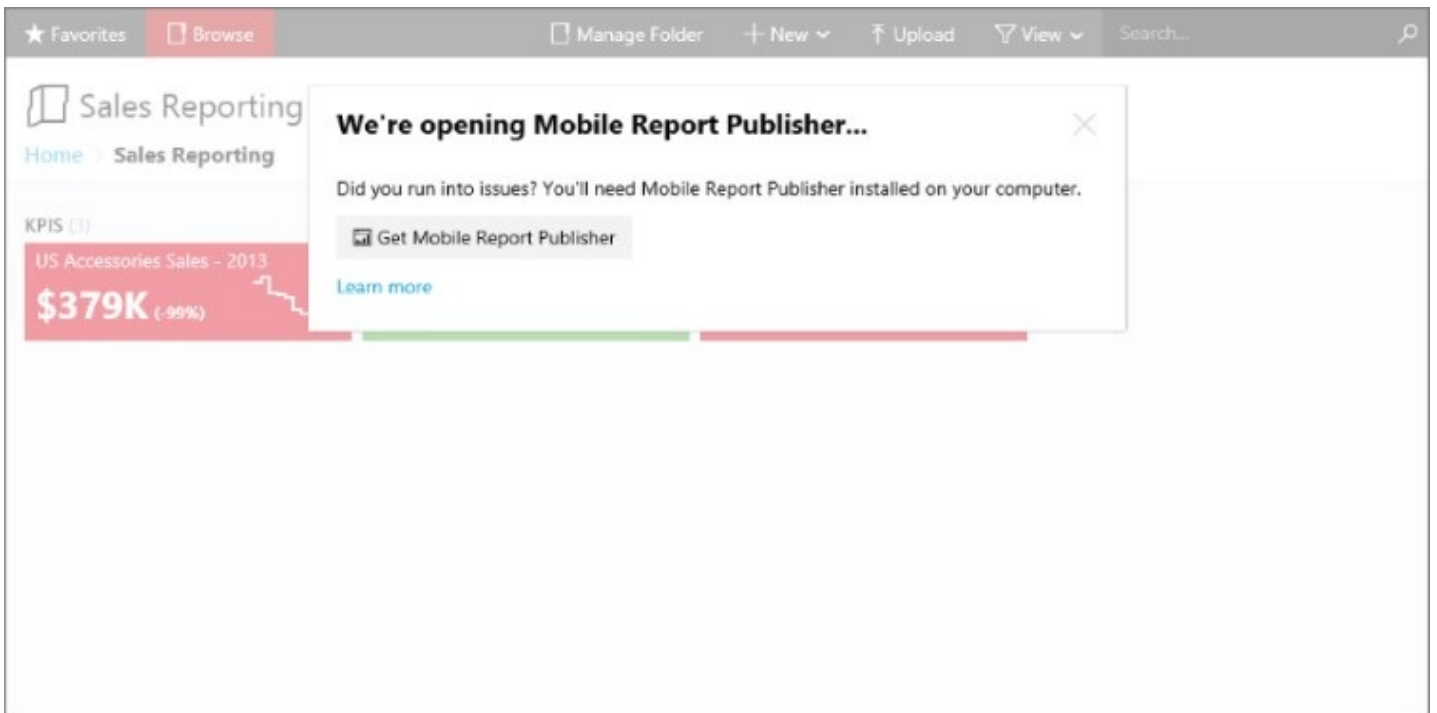 Favorites Browse Manage Folder New Upload View Search...
Sales Reporting
Home > Sales Reporting
We're opening Mobile Report Publisher...
Did you run into issues? You'll need Mobile Report Publisher installed on your computer.
Get Mobile Report Publisher
Learn more
KPIS (3)
US Accessories Sales - 2013
$379K (-99%)